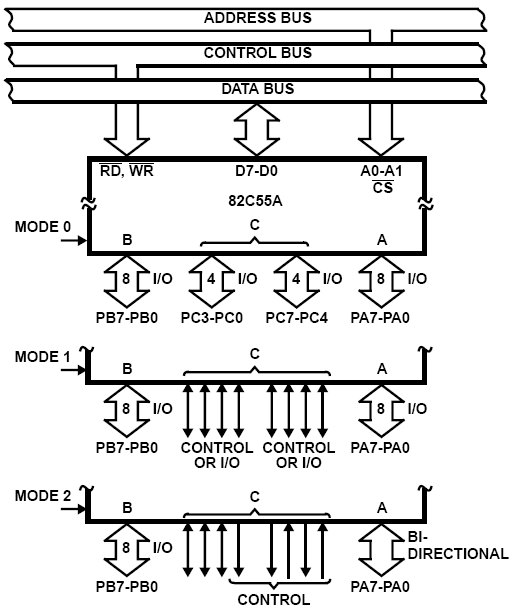 ADDRESS BUS
CONTROL BUS
DATA BUS
RD, WR
D7-D0
A0-A1
CS
82C55A
MODE 0
B
C
A
8 I/O
4 I/O
4 I/O
8 I/O
PB7-PB0
PC3-PC0
PC7-PC4
PA7-PA0
MODE 1
B
C
A
8 I/O
8 I/O
PB7-PB0
CONTROL
OR I/O
CONTROL
OR I/O
PA7-PA0
MODE 2
B
C
A
8 I/O
BI-
DIRECTIONAL
PB7-PB0
CONTROL
PA7-PA0